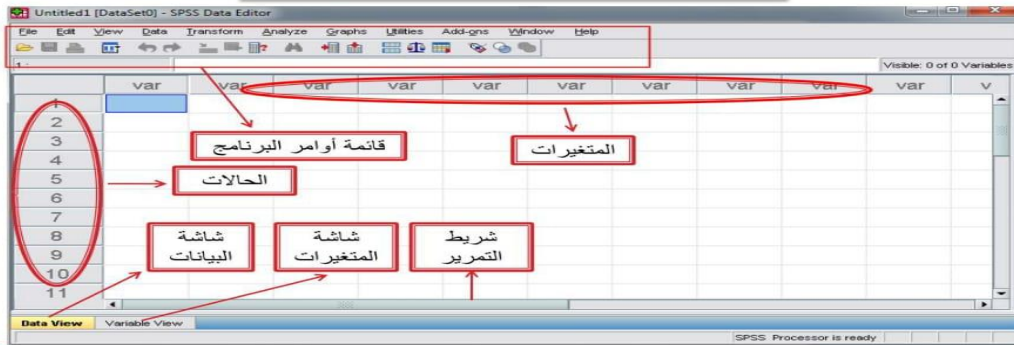 Untitled1 [DataSet0] - SPSS Data Editor
File Edit View Data Transform Analyze Graphs Utilities Add-ons Window Help
1 :
Visible: 0 of 0 Variables
var var var var var var var var var var v
1
2
3
قائمة أوامر البرنامج
المتغيرات
4
5
الحالات
6
7
8
9
شاشة
البيانات
شاشة
المتغيرات
شريط
التمرير
10
11
Data View Variable View
SPSS Processor is ready